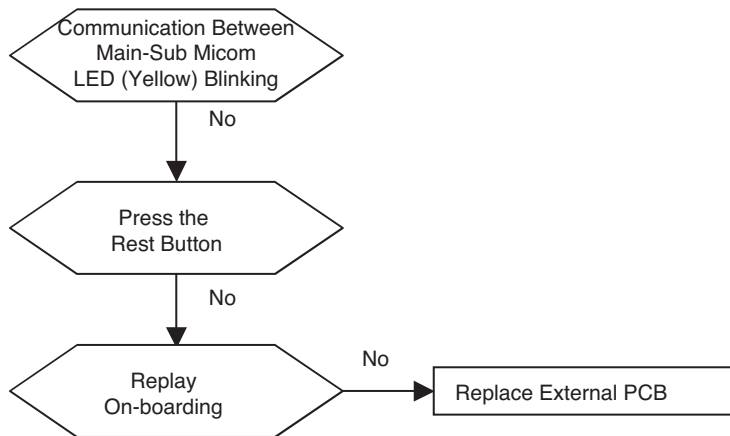 Communication Between
Main-Sub Micom
LED (Yellow) Blinking
No
Press the
Rest Button
No
Replay
On-boarding
No
Replace External PCB